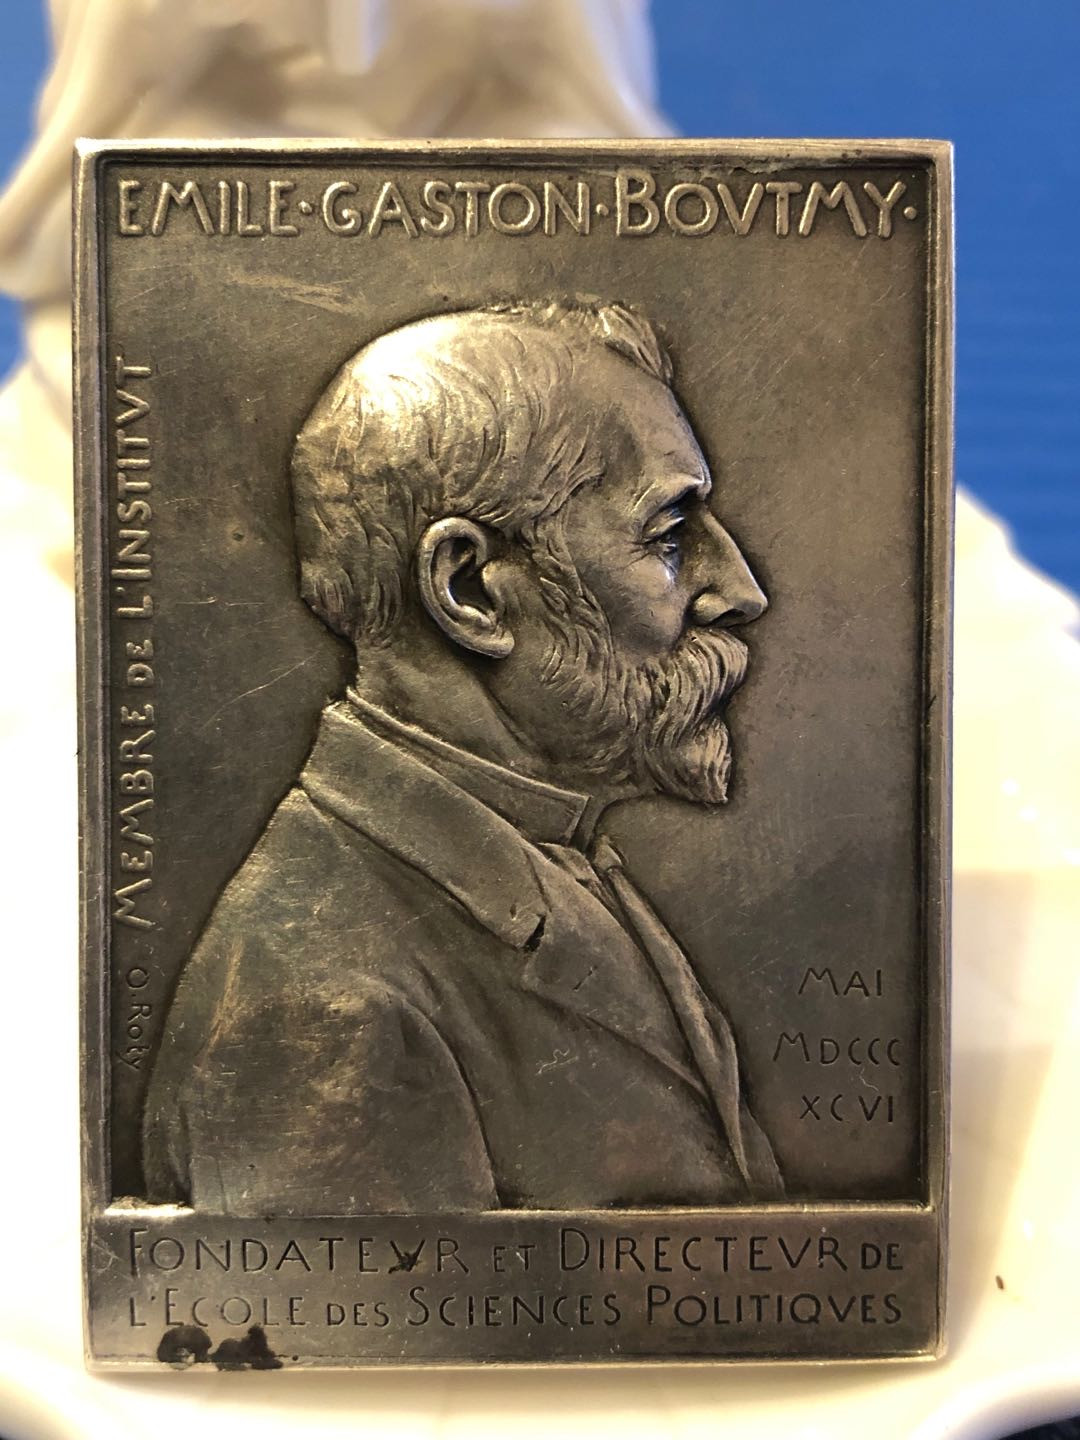 EMILE·GASTON·BOVTMY·
MEMBRE DE L'INSTITVT
O. Roty
MAI
MDCCC
XCVI
FONDATEVR ET DIRECTEVR DE
L'ECOLE DES SCIENCES POLITIQVES